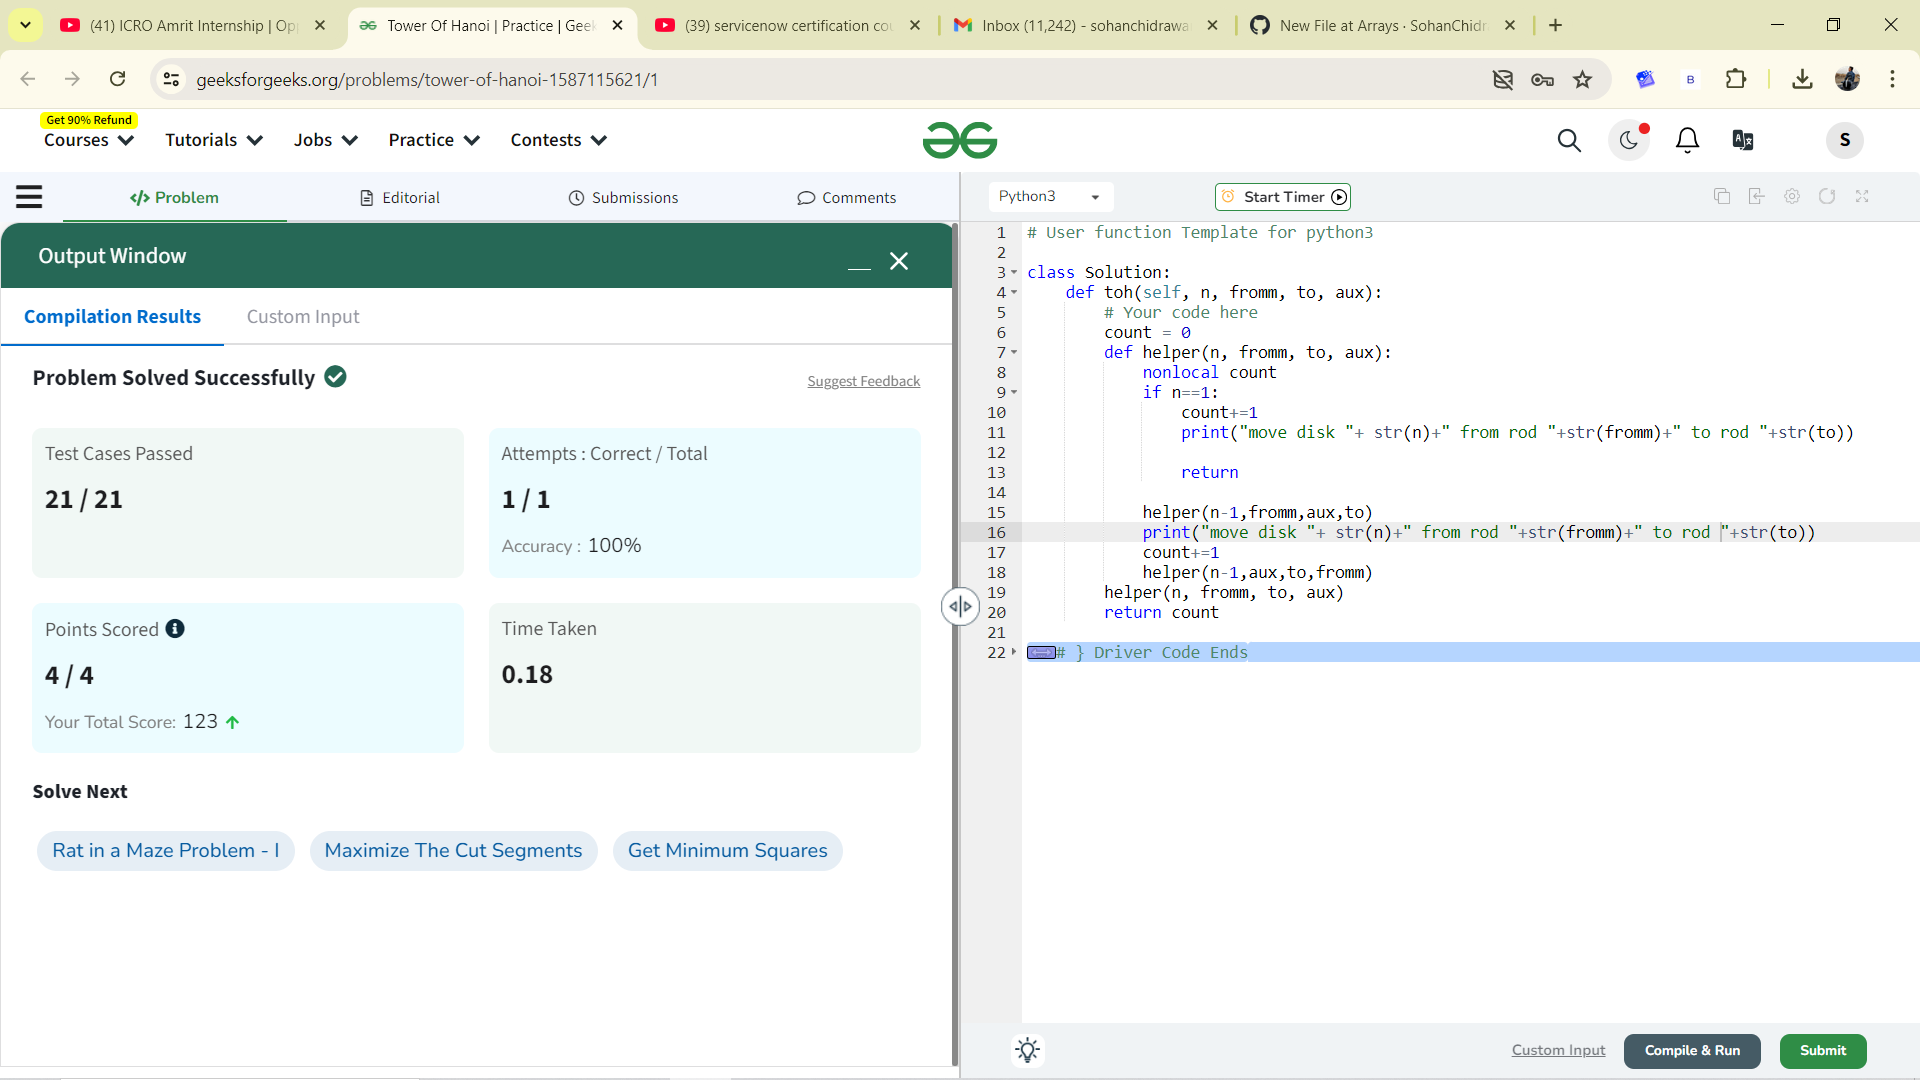 (41) ICRO Amrit Internship | Op
Tower Of Hanoi | Practice | Geek
(39) servicenow certification cou
Inbox (11,242) - sohanchidrawa
New File at Arrays · SohanChidr
geeksforgeeks.org/problems/tower-of-hanoi-1587115621/1
B
Get 90% Refund
Courses
Tutorials
Jobs
Practice
Contests
S
</> Problem
Editorial
Submissions
Comments
Python3
Start Timer
Output Window
Compilation Results
Custom Input
Problem Solved Successfully
Suggest Feedback
Test Cases Passed
21 / 21
Attempts : Correct / Total
1 / 1
Accuracy : 100%
Points Scored
4 / 4
Your Total Score: 123
Time Taken
0.18
Solve Next
Rat in a Maze Problem - I
Maximize The Cut Segments
Get Minimum Squares
1 # User function Template for python3
2
3 class Solution:
4     def toh(self, n, fromm, to, aux):
5         # Your code here
6         count = 0
7         def helper(n, fromm, to, aux):
8             nonlocal count
9             if n==1:
10                 count+=1
11                 print("move disk "+ str(n)+" from rod "+str(fromm)+" to rod "+str(to))
12
13                 return
14
15             helper(n-1,fromm,aux,to)
16             print("move disk "+ str(n)+" from rod "+str(fromm)+" to rod "+str(to))
17             count+=1
18             helper(n-1,aux,to,fromm)
19         helper(n, fromm, to, aux)
20         return count
21
22 # } Driver Code Ends
Custom Input
Compile & Run
Submit